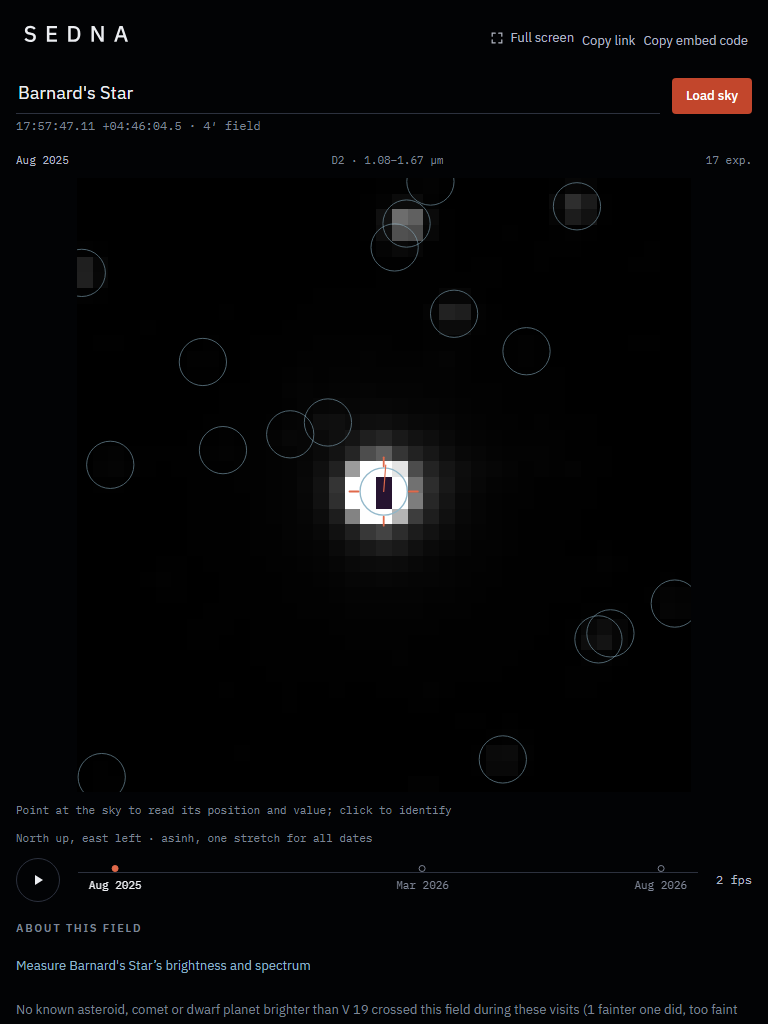 SEDNA
Full screen Copy link Copy embed code
Barnard's Star
Load sky
17:57:47.11 +04:46:04.5 · 4′ field
Aug 2025 D2 · 1.08–1.67 µm 17 exp.
Point at the sky to read its position and value; click to identify
North up, east left · asinh, one stretch for all dates
Aug 2025 Mar 2026 Aug 2026 2 fps
ABOUT THIS FIELD
Measure Barnard's Star’s brightness and spectrum
No known asteroid, comet or dwarf planet brighter than V 19 crossed this field during these visits (1 fainter one did, too faint